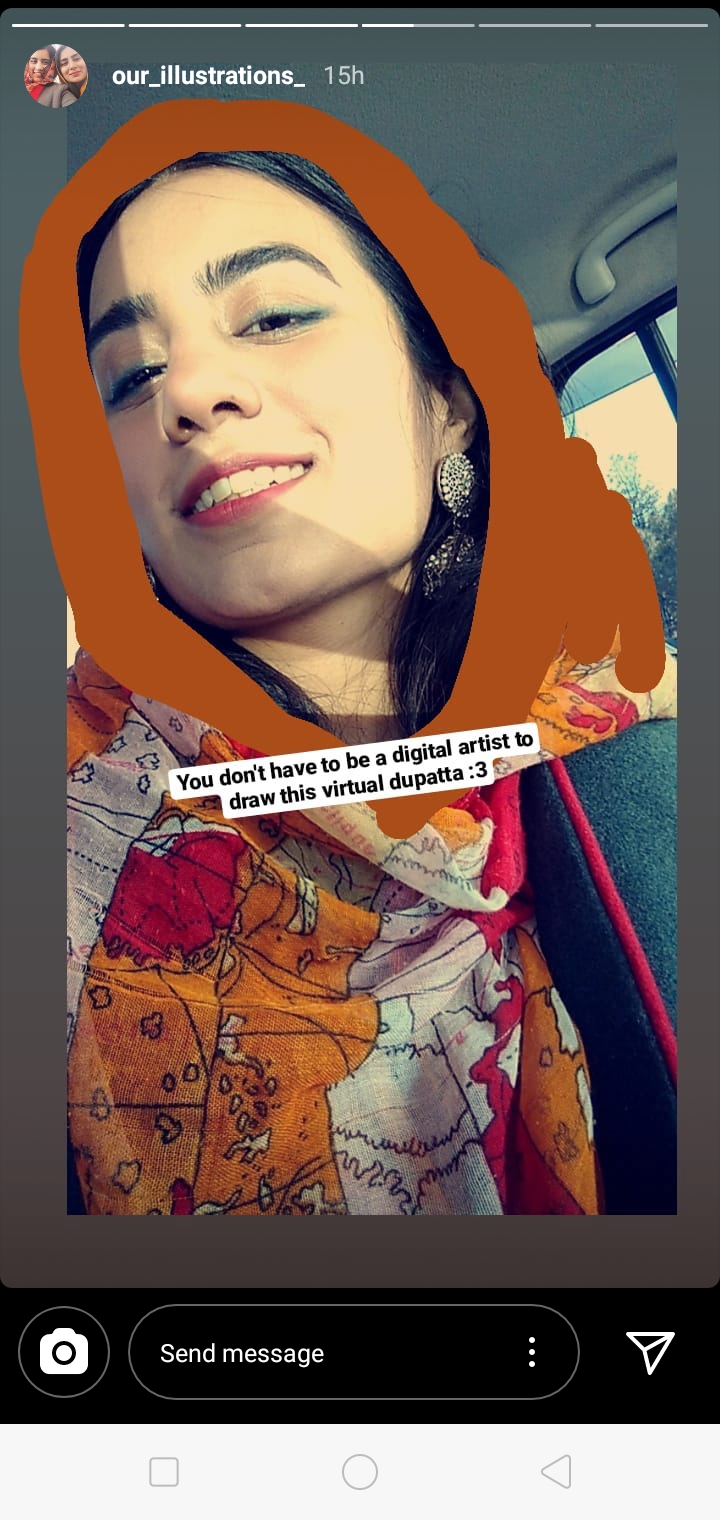 our_illustrations_ 15h
You don't have to be a digital artist to
draw this virtual dupatta :3
Send message